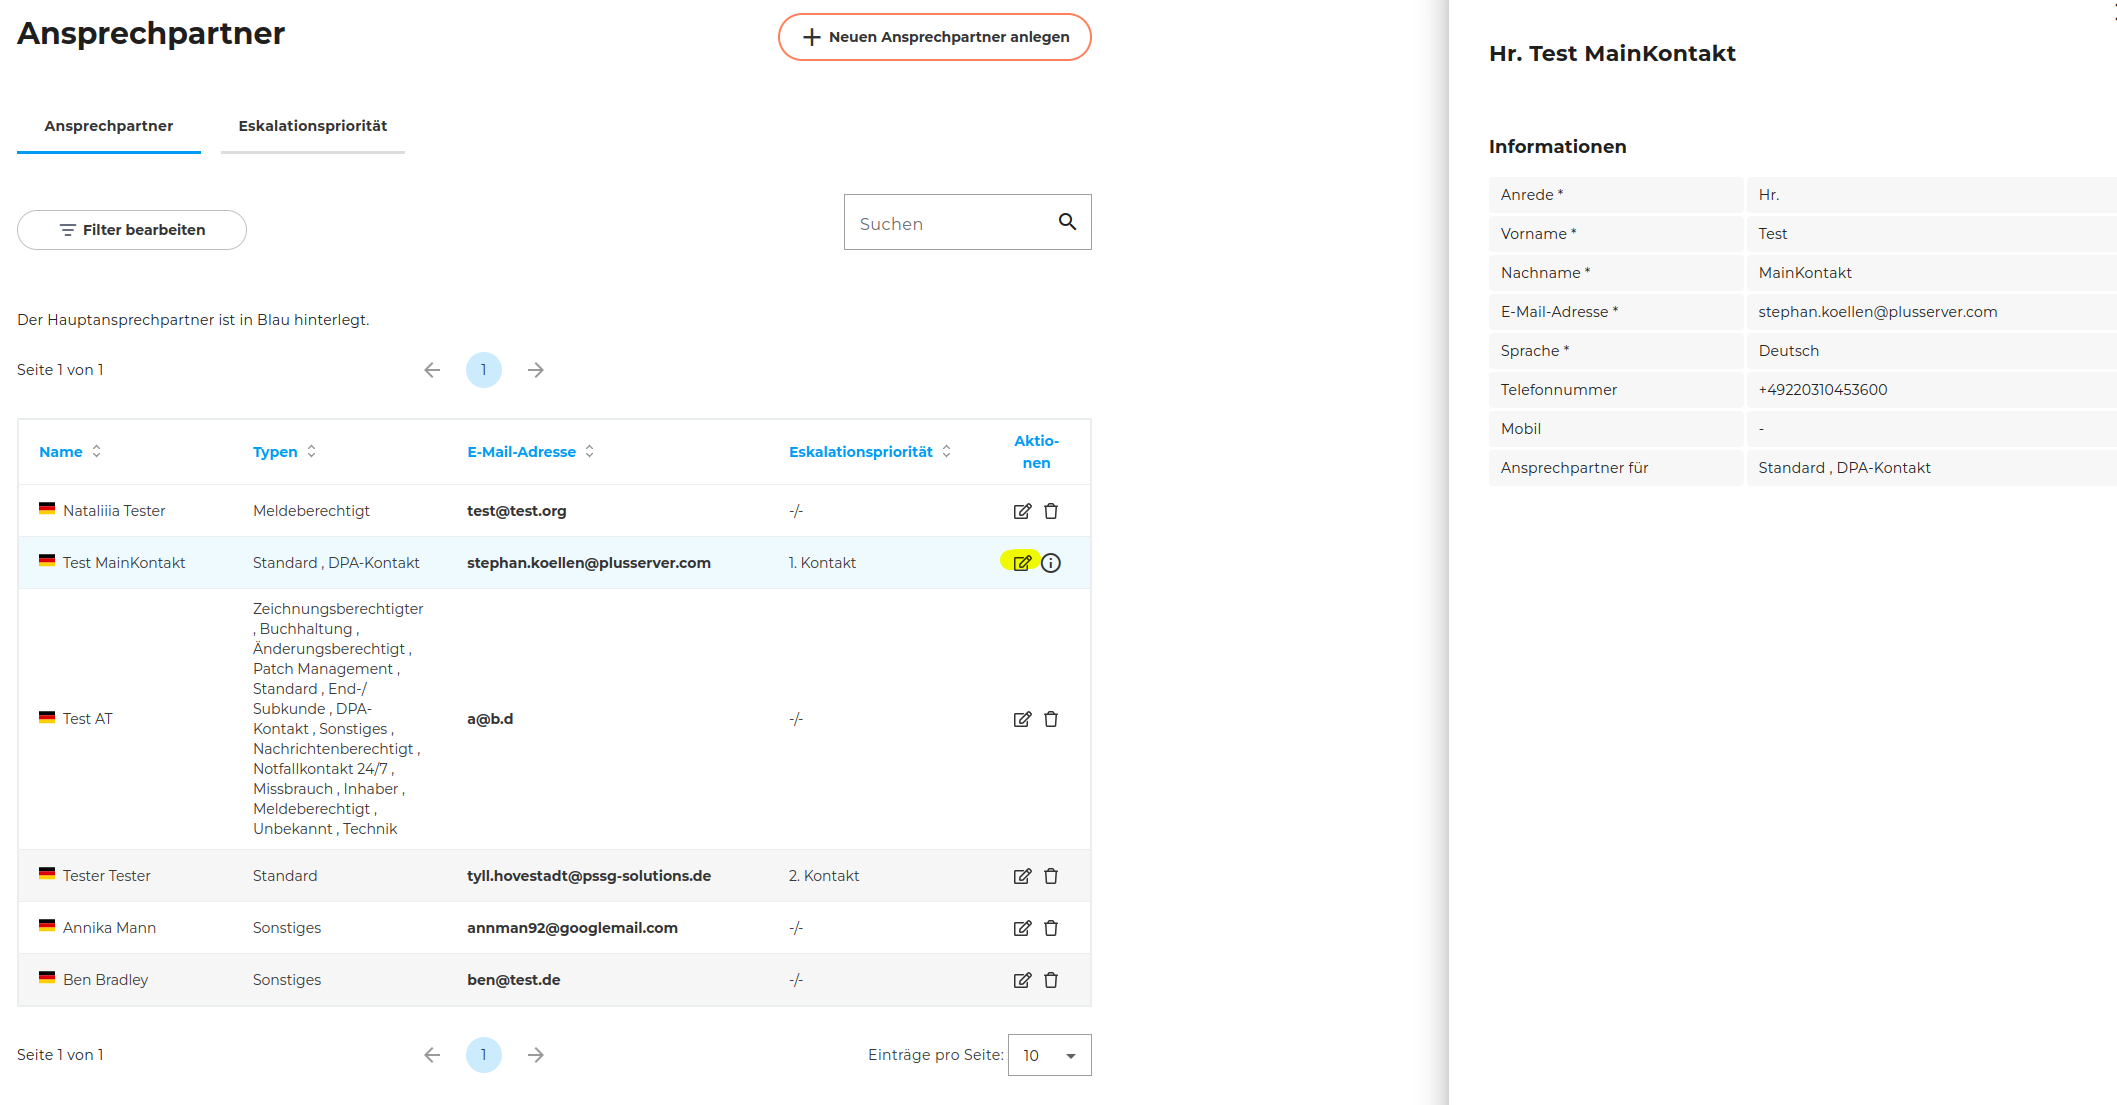 Ansprechpartner
Neuen Ansprechpartner anlegen
Ansprechpartner
Eskalationspriorität
Filter bearbeiten
Suchen
Der Hauptansprechpartner ist in Blau hinterlegt.
Seite 1 von 1
1
Name Typen E-Mail-Adresse Eskalationspriorität Aktio-
nen
Nataliiia Tester Meldeberechtigt test@test.org -/-
Test MainKontakt Standard , DPA-Kontakt stephan.koellen@plusserver.com 1. Kontakt
Zeichnungsberechtigter
, Buchhaltung ,
Änderungsberechtigt ,
Patch Management ,
Standard , End-/
Subkunde , DPA-
Test AT Kontakt , Sonstiges , a@b.d -/-
Nachrichtenberechtigt ,
Notfallkontakt 24/7 ,
Missbrauch , Inhaber ,
Meldeberechtigt ,
Unbekannt , Technik
Tester Tester Standard tyll.hovestadt@pssg-solutions.de 2. Kontakt
Annika Mann Sonstiges annman92@googlemail.com -/-
Ben Bradley Sonstiges ben@test.de -/-
Seite 1 von 1
1
Einträge pro Seite: 10
Hr. Test MainKontakt
Informationen
Anrede * Hr.
Vorname * Test
Nachname * MainKontakt
E-Mail-Adresse * stephan.koellen@plusserver.com
Sprache * Deutsch
Telefonnummer +49220310453600
Mobil -
Ansprechpartner für Standard , DPA-Kontakt